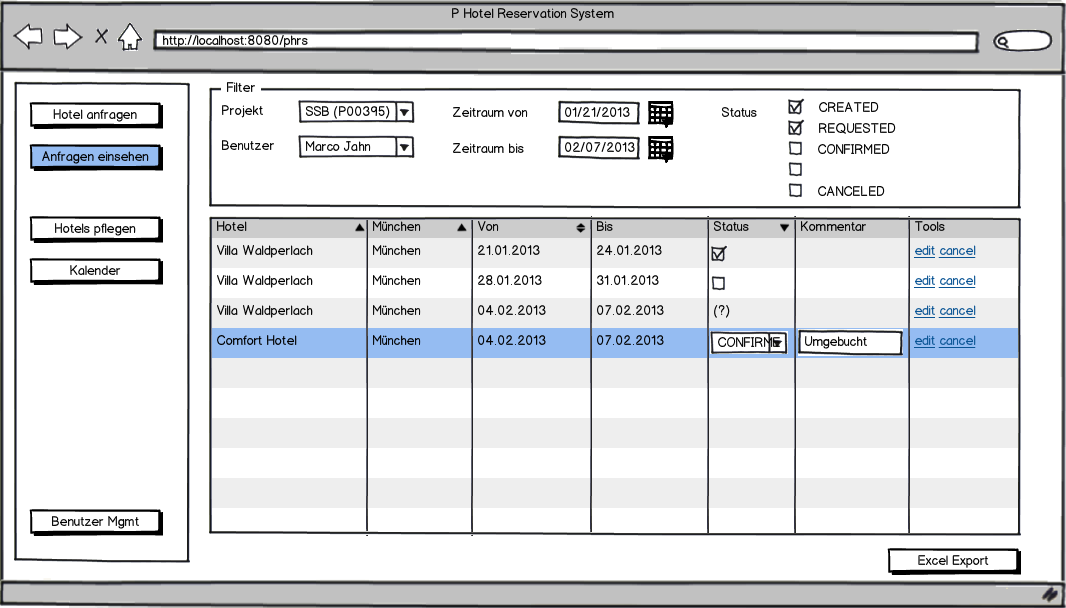 P Hotel Reservation System
http://localhost:8080/phrs
Hotel anfragen
Anfragen einsehen
Hotels pflegen
Kalender
Benutzer Mgmt
Filter
Projekt SSB (P00395) Zeitraum von 01/21/2013 Status CREATED
REQUESTED
Benutzer Marco Jahn Zeitraum bis 02/07/2013 CONFIRMED
CANCELED
Hotel München Von Bis Status Kommentar Tools
Villa Waldperlach München 21.01.2013 24.01.2013 edit cancel
Villa Waldperlach München 28.01.2013 31.01.2013 edit cancel
Villa Waldperlach München 04.02.2013 07.02.2013 (?) edit cancel
Comfort Hotel München 04.02.2013 07.02.2013 CONFIRME Umgebucht edit cancel
Excel Export